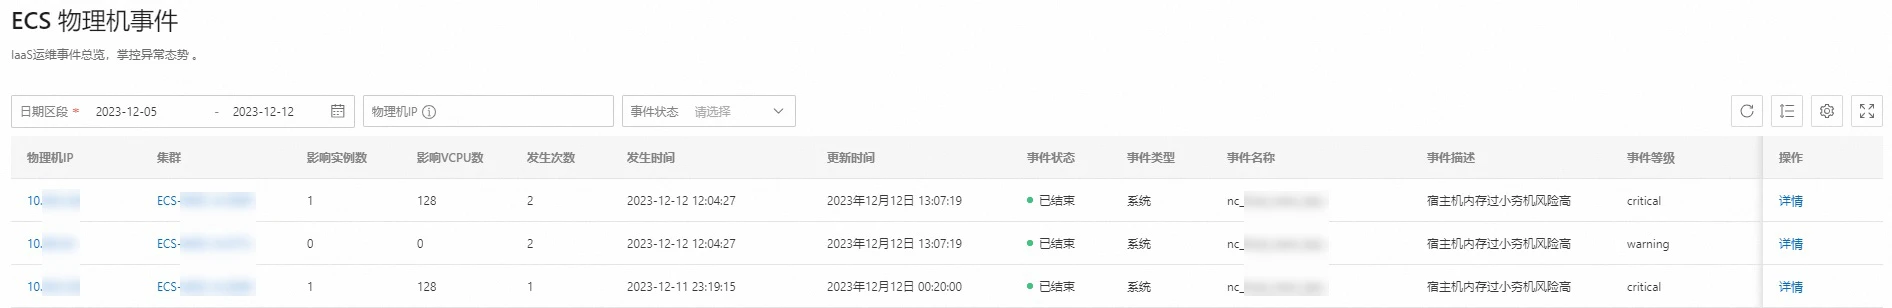 ECS 物理机事件
IaaS运维事件总览，掌控异常态势 。
日期区段 * 2023-12-05 - 2023-12-12 物理机IP 事件状态 请选择
物理机IP 集群 影响实例数 影响VCPU数 发生次数 发生时间 更新时间 事件状态 事件类型 事件名称 事件描述 事件等级 操作
10. ECS- 1 128 2 2023-12-12 12:04:27 2023年12月12日 13:07:19 已结束 系统 nc_ 宿主机内存过小夯机风险高 critical 详情
10. ECS- 0 0 2 2023-12-12 12:04:27 2023年12月12日 13:07:19 已结束 系统 nc_ 宿主机内存过小夯机风险高 warning 详情
10. ECS- 1 128 1 2023-12-11 23:19:15 2023年12月12日 00:20:00 已结束 系统 nc_ 宿主机内存过小夯机风险高 critical 详情